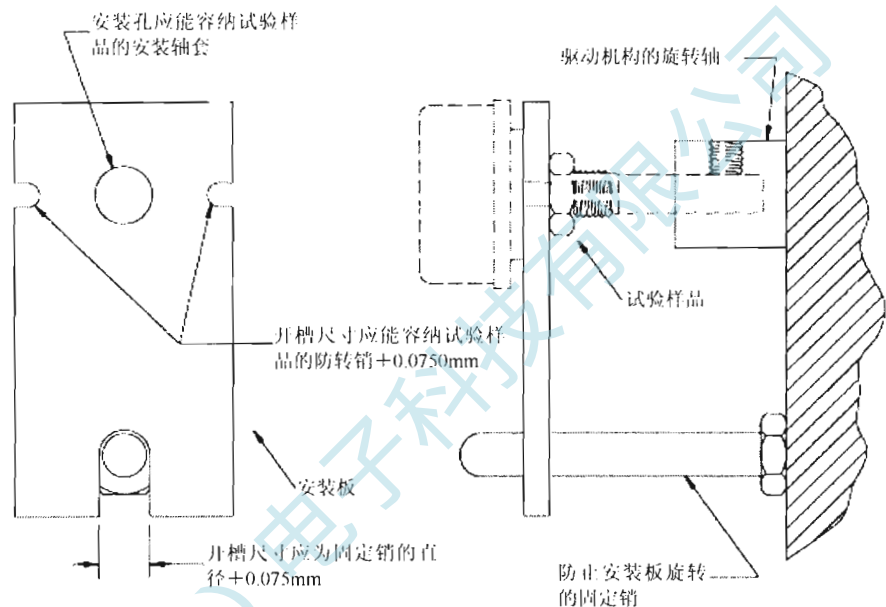 安装孔应能容纳试验样
品的安装轴套
驱动机构的旋转轴
试验样品
开槽尺寸应能容纳试验样
品的防转销+0.0750mm
安装板
开槽尺寸应为固定销的直
径+0.075mm
防止安装板旋转
的固定销
)电子科技有限公司